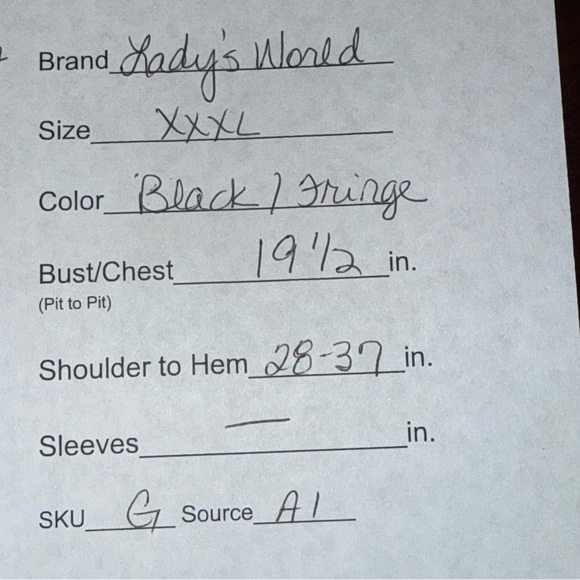 Brand Lady's World
Size XXXL
Color Black / Fringe
Bust/Chest 19 1/2 in.
(Pit to Pit)
Shoulder to Hem 28-37 in.
Sleeves — in.
SKU G Source A1